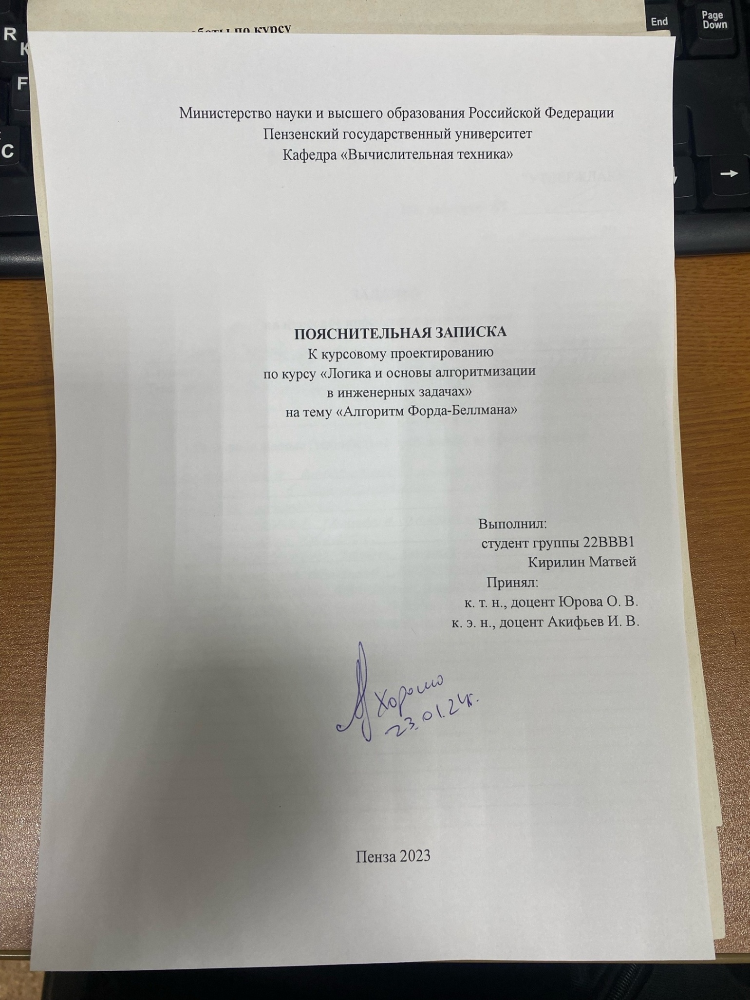 по курсу
R
К
F
C
End
Page
Down
→
Министерство науки и высшего образования Российской Федерации
Пензенский государственный университет
Кафедра «Вычислительная техника»
ПОЯСНИТЕЛЬНАЯ ЗАПИСКА
К курсовому проектированию
по курсу «Логика и основы алгоритмизации
в инженерных задачах»
на тему «Алгоритм Форда-Беллмана»
Выполнил:
студент группы 22ВВВ1
Кирилин Матвей
Принял:
к. т. н., доцент Юрова О. В.
к. э. н., доцент Акифьев И. В.
Хорошо
23.01.24г.
Пенза 2023